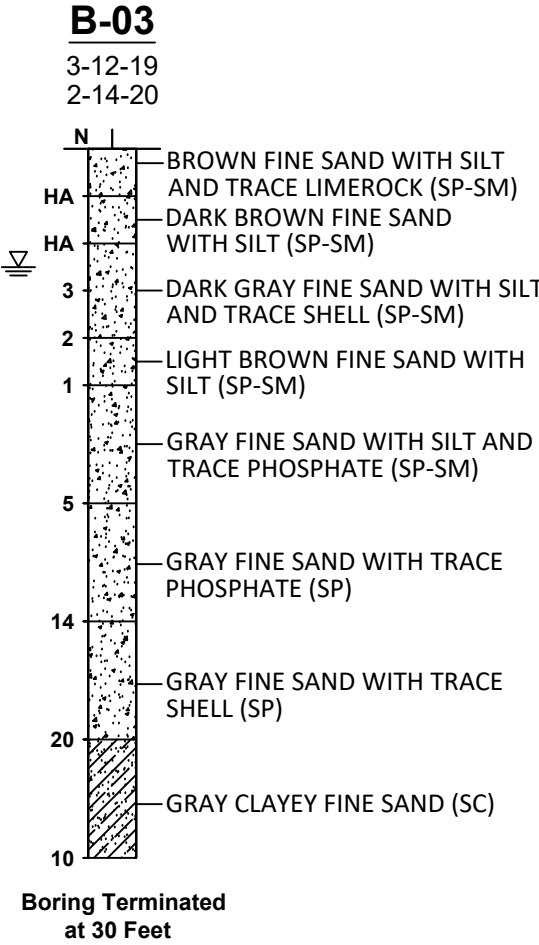 B-03
3-12-19
2-14-20
N
BROWN FINE SAND WITH SILT
AND TRACE LIMEROCK (SP-SM)
HA
DARK BROWN FINE SAND
WITH SILT (SP-SM)
HA
3
DARK GRAY FINE SAND WITH SILT
AND TRACE SHELL (SP-SM)
2
LIGHT BROWN FINE SAND WITH
SILT (SP-SM)
1
GRAY FINE SAND WITH SILT AND
TRACE PHOSPHATE (SP-SM)
5
GRAY FINE SAND WITH TRACE
PHOSPHATE (SP)
14
GRAY FINE SAND WITH TRACE
SHELL (SP)
20
GRAY CLAYEY FINE SAND (SC)
10
Boring Terminated
at 30 Feet